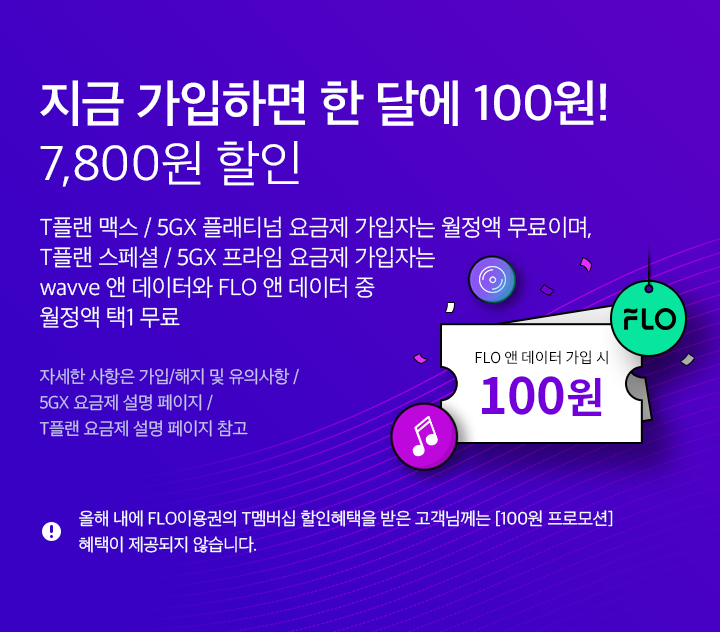 지금 가입하면 한 달에 100원!
7,800원 할인
T플랜 맥스 / 5GX 플래티넘 요금제 가입자는 월정액 무료이며,
T플랜 스페셜 / 5GX 프라임 요금제 가입자는
wavve 앤 데이터와 FLO 앤 데이터 중
월정액 택1 무료
FLO
FLO 앤 데이터 가입 시
100원
자세한 사항은 가입/해지 및 유의사항 /
5GX 요금제 설명 페이지 /
T플랜 요금제 설명 페이지 참고
올해 내에 FLO이용권의 T멤버십 할인혜택을 받은 고객님께는 [100원 프로모션]
혜택이 제공되지 않습니다.